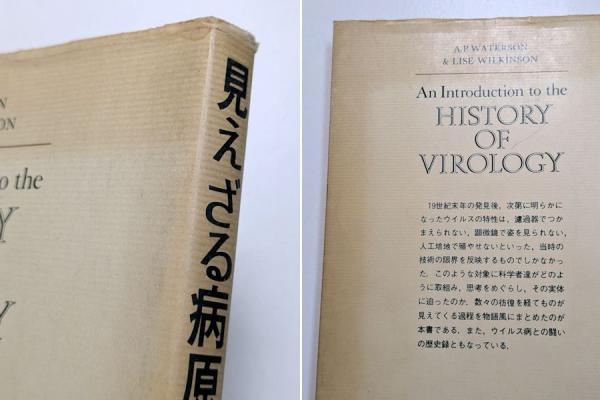 N
ON
o the
Y
Y
見えざる病原
A.P. WATERSON
& LISE WILKINSON
An Introduction to the
HISTORY
OF
VIROLOGY
19世紀末年の発見後，次第に明らかに
なったウイルスの特性は，濾過器でつか
まえられない，顕微鏡で姿を見られない，
人工培地で殖やせないといった，当時の
技術の限界を反映するものでしかなかっ
た．このような対象に科学者達がどのよ
うに取組み，思考をめぐらし，その実体
に迫ったのか．数々の彷徨を経てものが
見えてくる過程を物語風にまとめたのが
本書である．また，ウイルス病との闘い
の歴史録ともなっている．